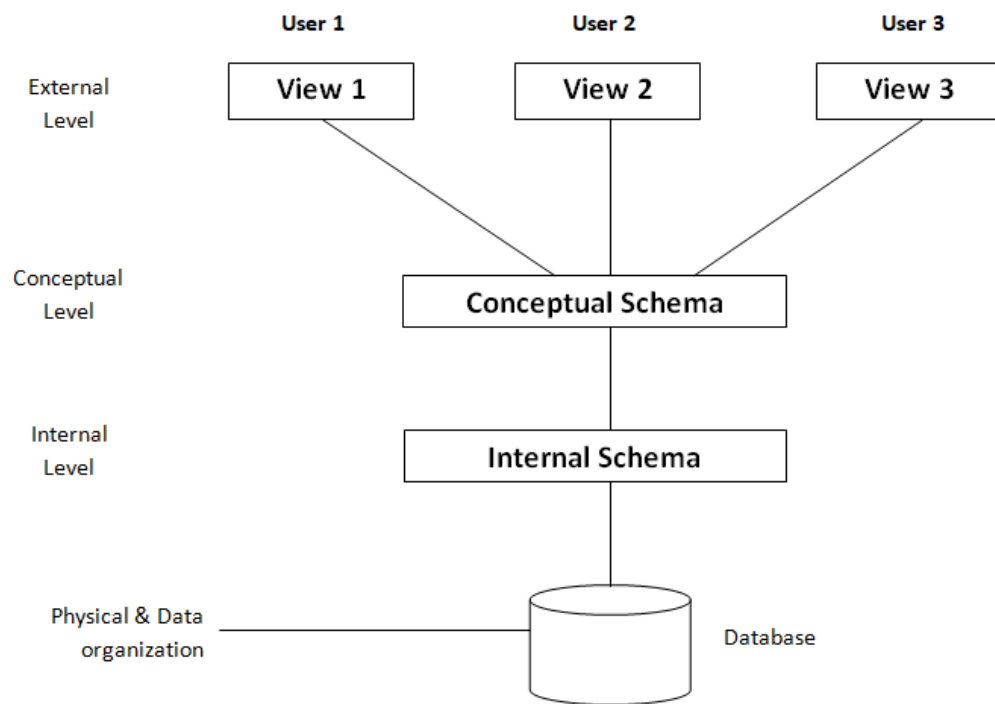 User 1
User 2
User 3
External
Level
View 1
View 2
View 3
Conceptual
Level
Conceptual Schema
Internal
Level
Internal Schema
Physical & Data
organization
Database